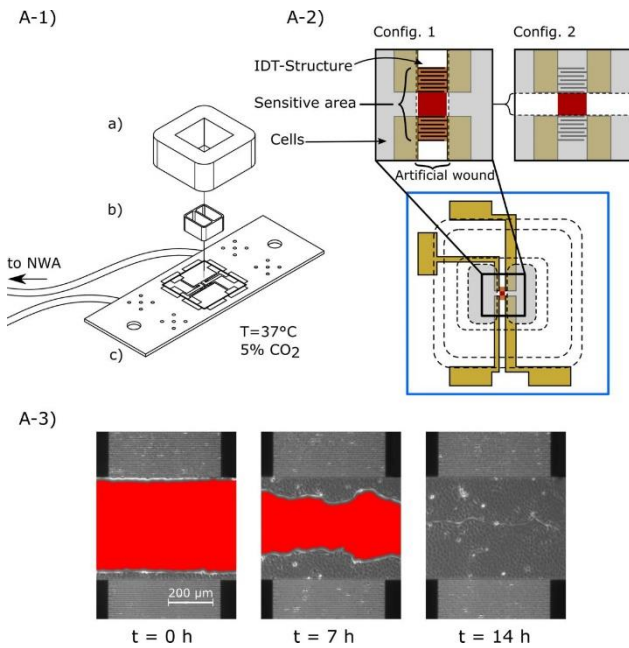 A-1)
a)
b)
to NWA
c)
T=37°C
5% CO2
A-2)
Config. 1
Config. 2
IDT-Structure
Sensitive area
Cells
Artificial wound
A-3)
200 µm
t = 0 h
t = 7 h
t = 14 h